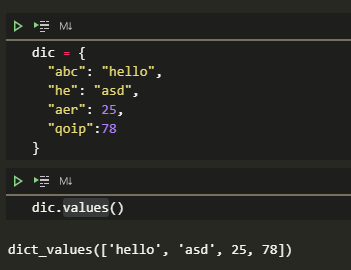 M↓
dic = {
"abc": "hello",
"he": "asd",
"aer": 25,
"qoip":78
}
M↓
dic.values()
dict_values(['hello', 'asd', 25, 78])